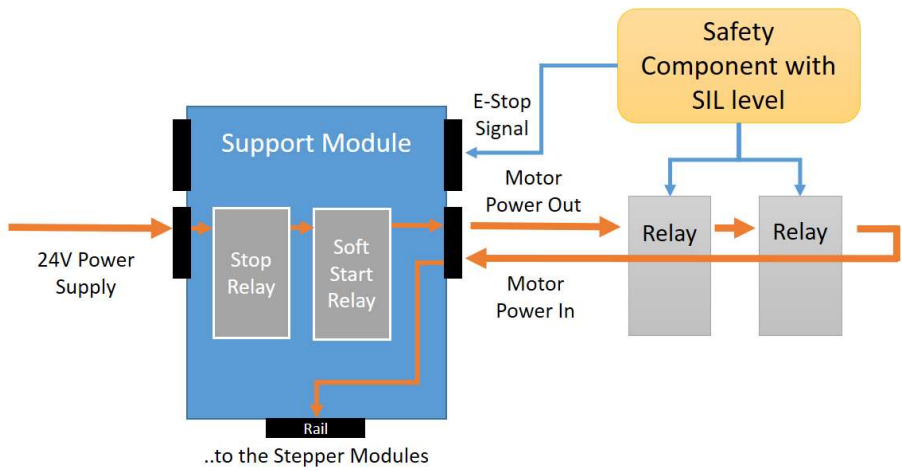 Safety
Component with
SIL level
E-Stop
Signal
Support Module
Motor
Power Out
Relay
Relay
24V Power
Supply
Stop
Relay
Soft
Start
Relay
Motor
Power In
Rail
..to the Stepper Modules